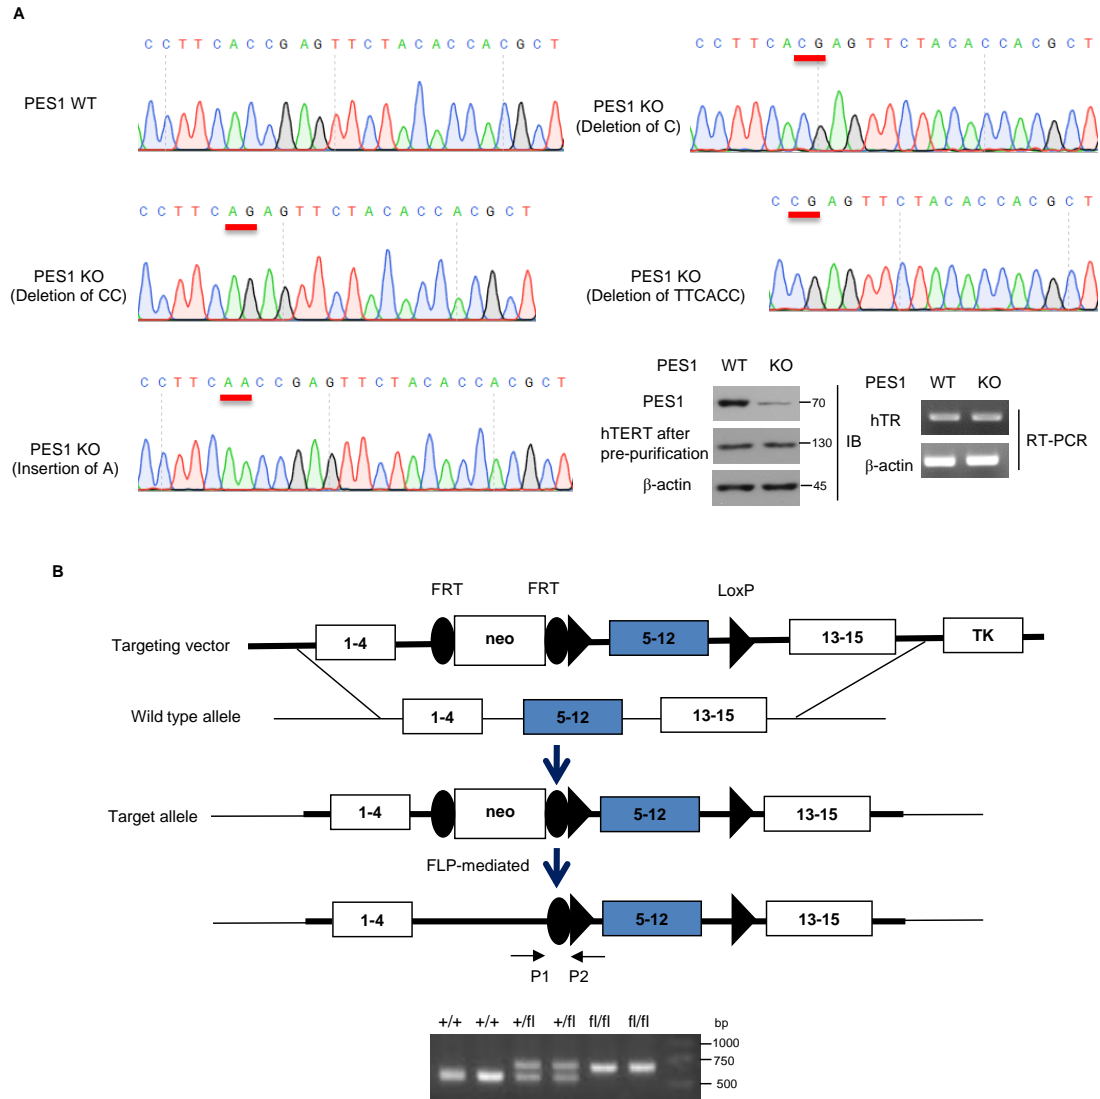 A
C C T T C A C C G A G T T C T A C A C C A C G C T
PES1 WT
C C T T C A C G A G T T C T A C A C C A C G C T
PES1 KO
(Deletion of C)
C C T T C A G A G T T C T A C A C C A C G C T
PES1 KO
(Deletion of CC)
C C G A G T T C T A C A C C A C G C T
PES1 KO
(Deletion of TTCACC)
C C T T C A A C C G A G T T C T A C A C C A C G C T
PES1 KO
(Insertion of A)
PES1 WT KO
PES1 70
hTERT after
pre-purification 130
β-actin 45
IB
PES1 WT KO
hTR
β-actin
RT-PCR
B
FRT FRT LoxP
Targeting vector 1-4 neo 5-12 13-15 TK
Wild type allele 1-4 5-12 13-15
Target allele 1-4 neo 5-12 13-15
FLP-mediated
1-4 5-12 13-15
P1 P2
+/+ +/+ +/fl +/fl fl/fl fl/fl bp
1000
750
500